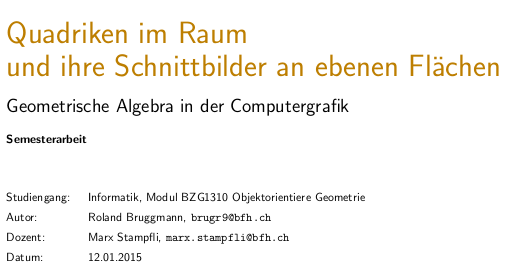 Quadriken im Raum
und ihre Schnittbilder an ebenen Flächen
Geometrische Algebra in der Computergrafik
Semesterarbeit
Studiengang: Informatik, Modul BZG1310 Objektorientiere Geometrie
Autor: Roland Bruggmann, brugr9@bfh.ch
Dozent: Marx Stampfli, marx.stampfli@bfh.ch
Datum: 12.01.2015